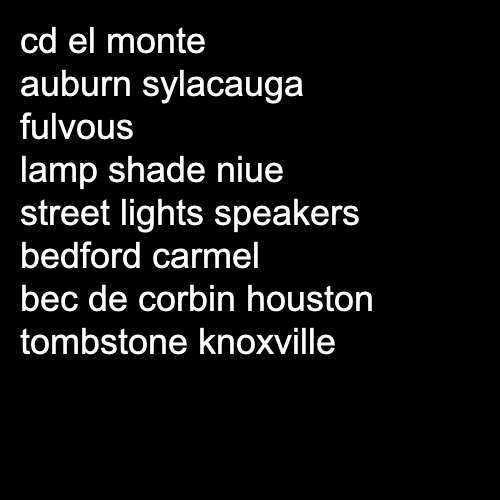 cd el monte
auburn sylacauga
fulvous
lamp shade niue
street lights speakers
bedford carmel
bec de corbin houston
tombstone knoxville